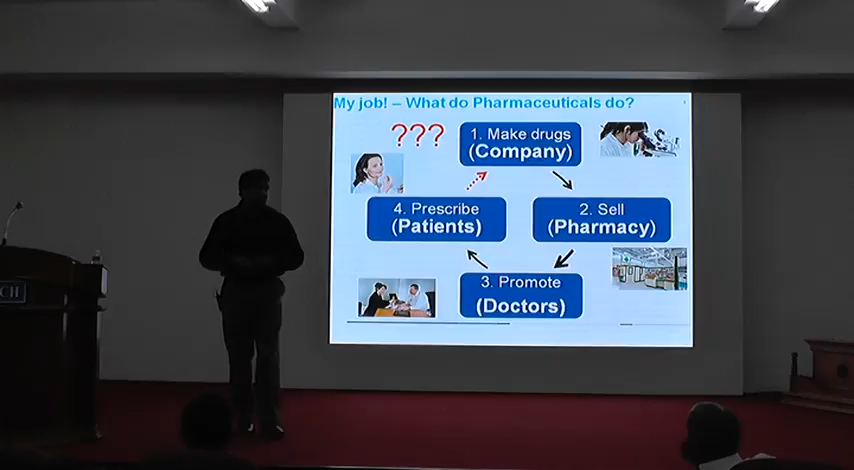 My job! – What do Pharmaceuticals do?
???
1. Make drugs
(Company)
4. Prescribe
(Patients)
2. Sell
(Pharmacy)
3. Promote
(Doctors)
CH